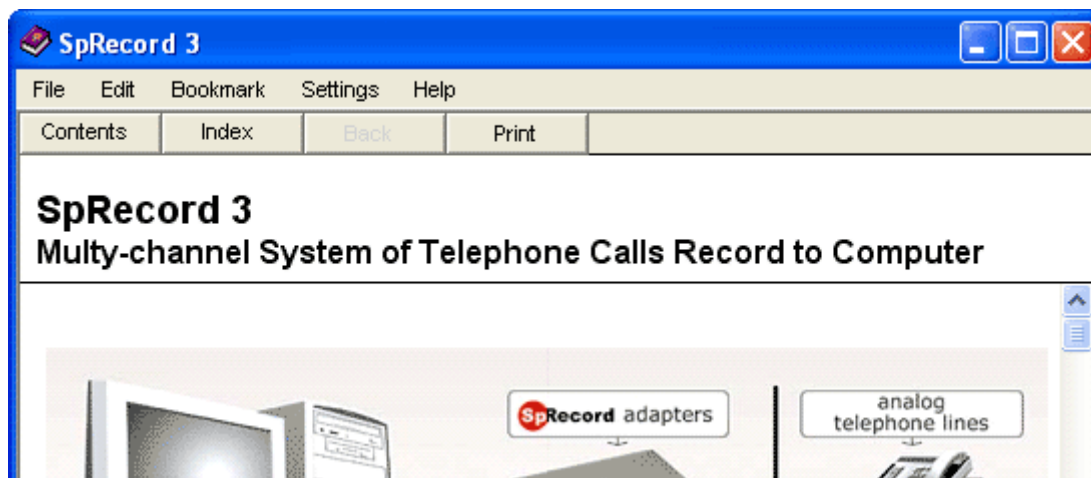 SpRecord 3
File Edit Bookmark Settings Help
Contents Index Back Print
SpRecord 3
Multy-channel System of Telephone Calls Record to Computer
SpRecord adapters
analog
telephone lines